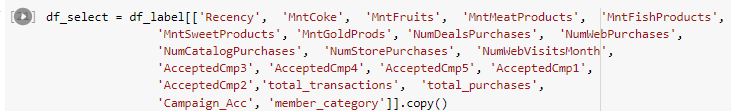 [ ] df_select = df_label[['Recency', 'MntCoke', 'MntFruits', 'MntMeatProducts', 'MntFishProducts',
'MntSweetProducts', 'MntGoldProds', 'NumDealsPurchases', 'NumWebPurchases',
'NumCatalogPurchases', 'NumStorePurchases', 'NumWebVisitsMonth',
'AcceptedCmp3', 'AcceptedCmp4', 'AcceptedCmp5', 'AcceptedCmp1',
'AcceptedCmp2','total_transactions', 'total_purchases',
'Campaign_Acc', 'member_category']].copy()